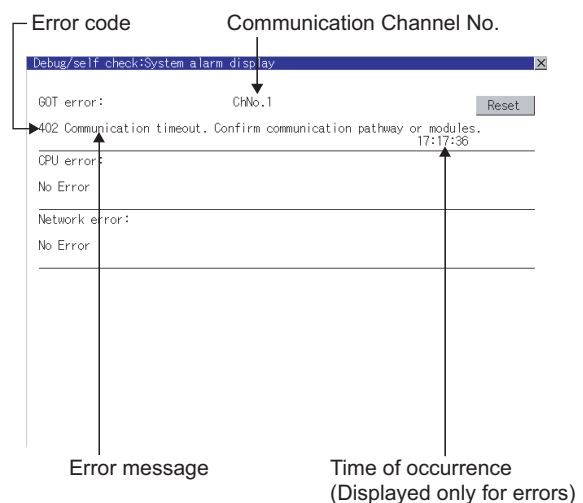 Error code
Communication Channel No.
Debug/self check:System alarm display
GOT error:
ChNo.1
Reset
402 Communication timeout. Confirm communication pathway or modules.
17:17:36
CPU error:
No Error
Network error:
No Error
Error message
Time of occurrence
(Displayed only for errors)